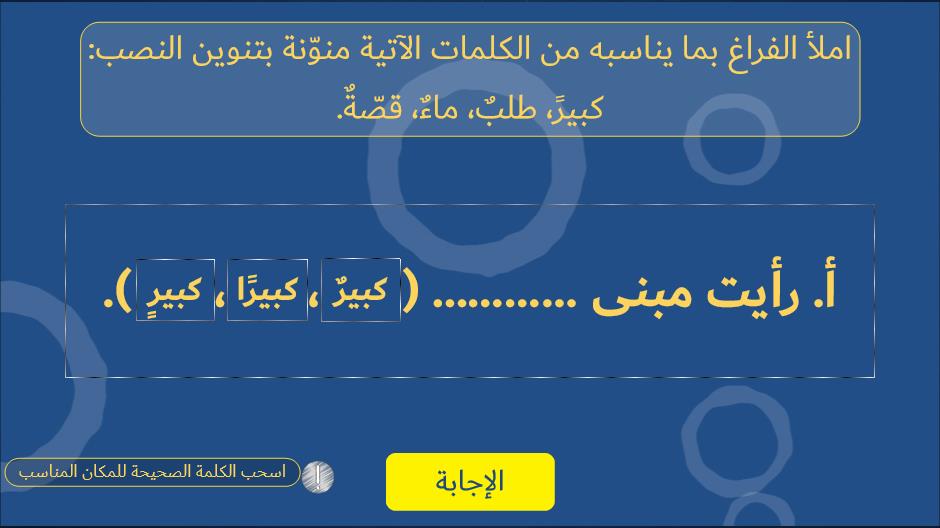 املأ الفراغ بما يناسبه من الكلمات الآتية منوّنة بتنوين النصب:
كبيرً، طلبٌ، ماءٌ، قصّةٌ.
أ. رأيت مبنى ............ (كبيرٌ، كبيرًا، كبيرٍ).
اسحب الكلمة الصحيحة للمكان المناسب
!
الإجابة